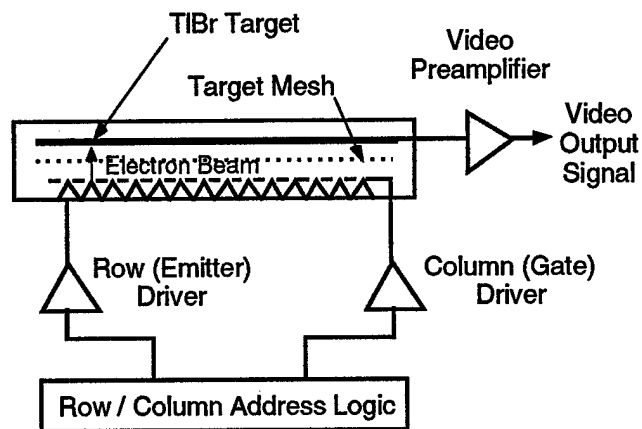 TlBr Target
Video
Preamplifier
Target Mesh
Video
Output
Signal
Electron Beam
Row (Emitter)
Driver
Column (Gate)
Driver
Row / Column Address Logic